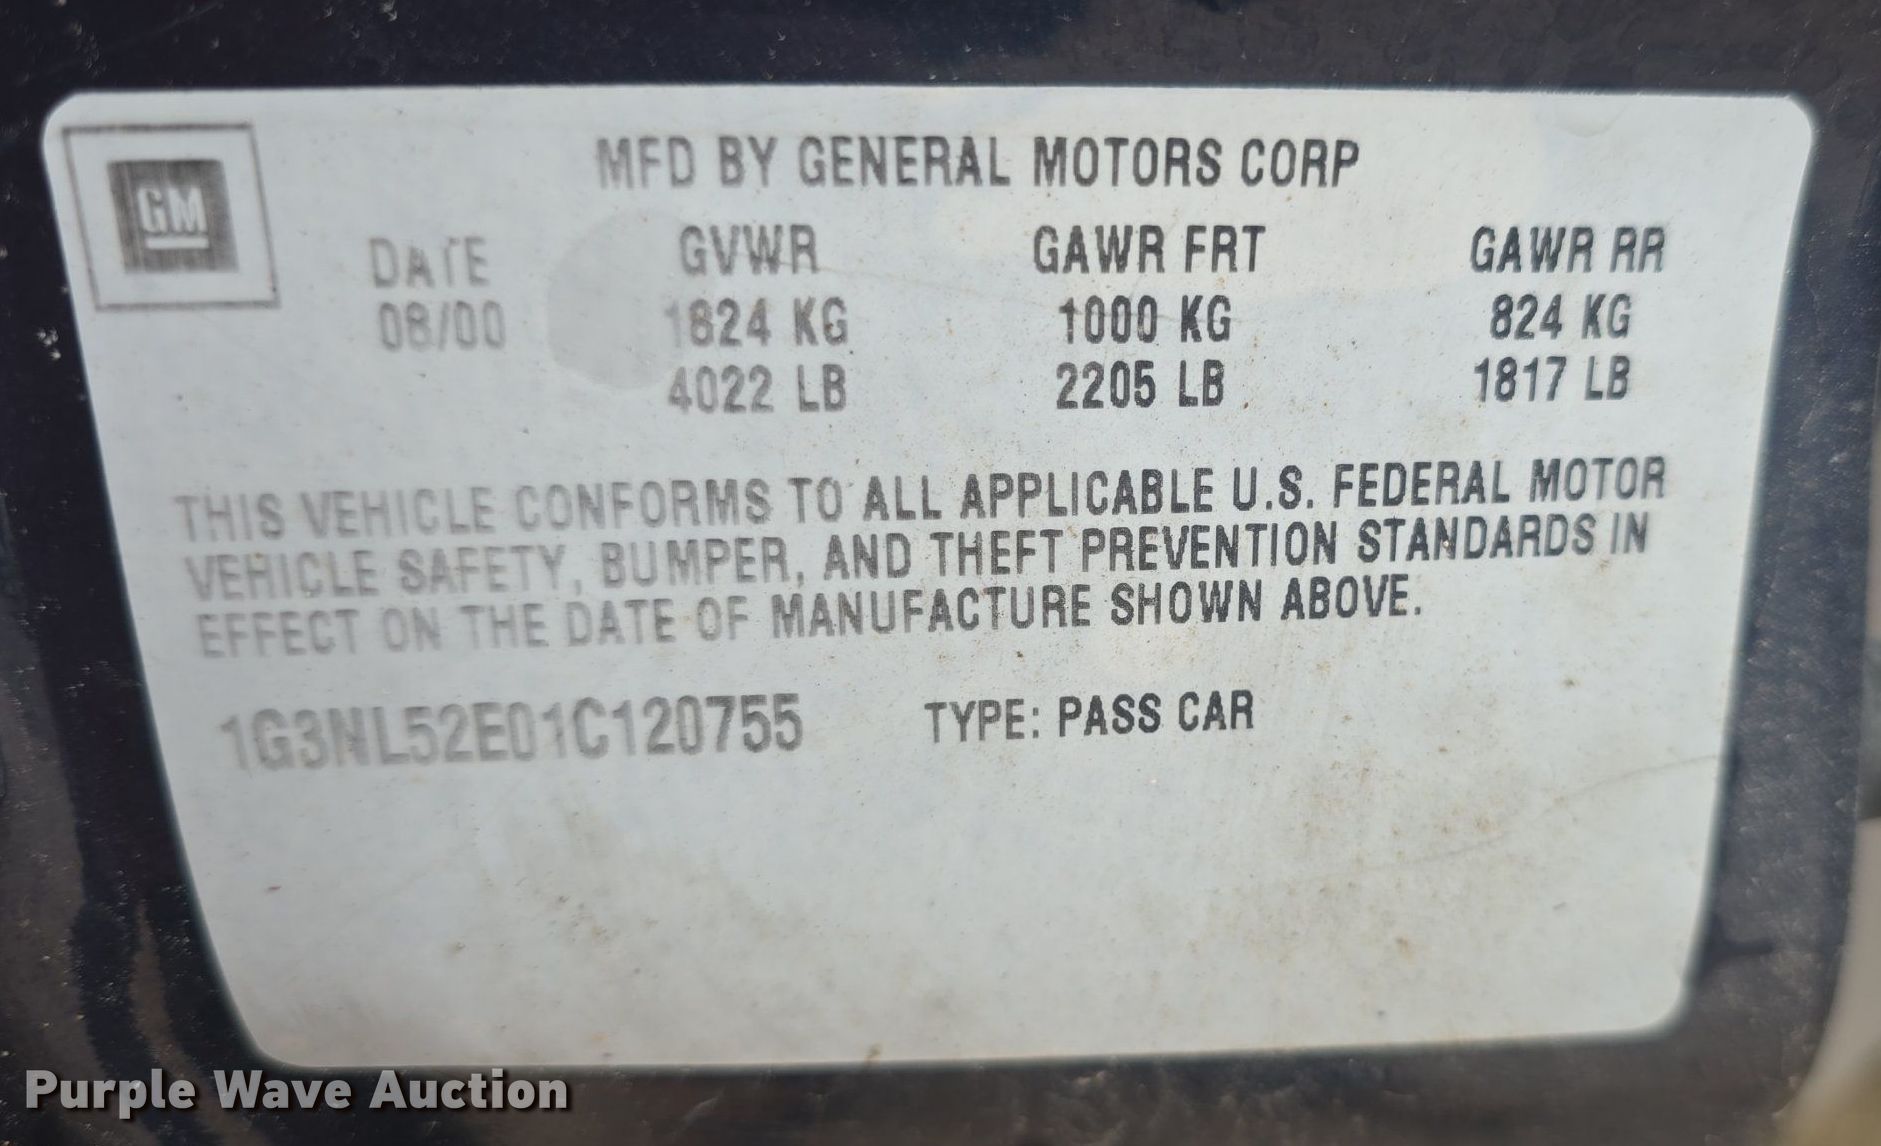 GM
MFD BY GENERAL MOTORS CORP
DATE GVWR GAWR FRT GAWR RR
08/00 1824 KG 1000 KG 824 KG
4022 LB 2205 LB 1817 LB
THIS VEHICLE CONFORMS TO ALL APPLICABLE U.S. FEDERAL MOTOR
VEHICLE SAFETY, BUMPER, AND THEFT PREVENTION STANDARDS IN
EFFECT ON THE DATE OF MANUFACTURE SHOWN ABOVE.
1G3NL52E01C120755 TYPE: PASS CAR
Purple Wave Auction